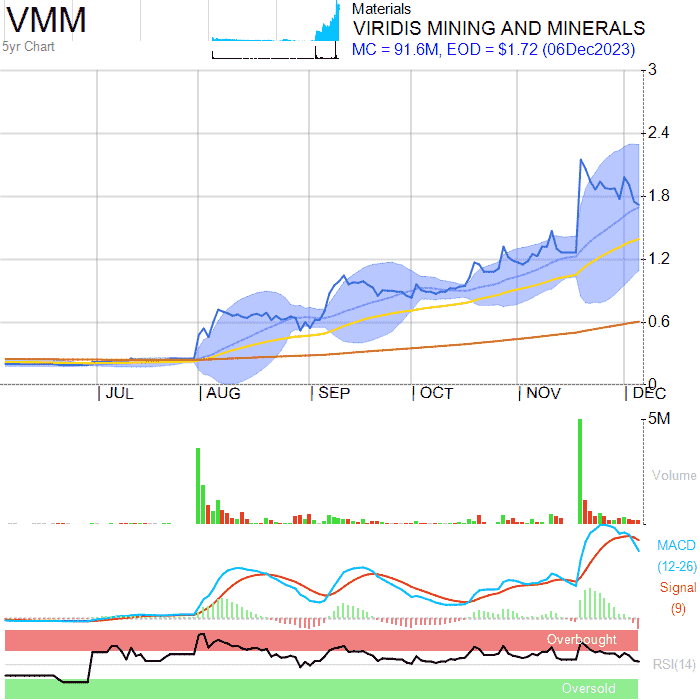 VMM
5yr Chart
Materials
VIRIDIS MINING AND MINERALS
MC = 91.6M, EOD = $1.72 (06Dec2023)
3
2.4
1.8
1.2
0.6
0
JUL
AUG
SEP
OCT
NOV
DEC
5M
Volume
MACD
(12-26)
Signal
(9)
Overbought
RSI(14)
Oversold